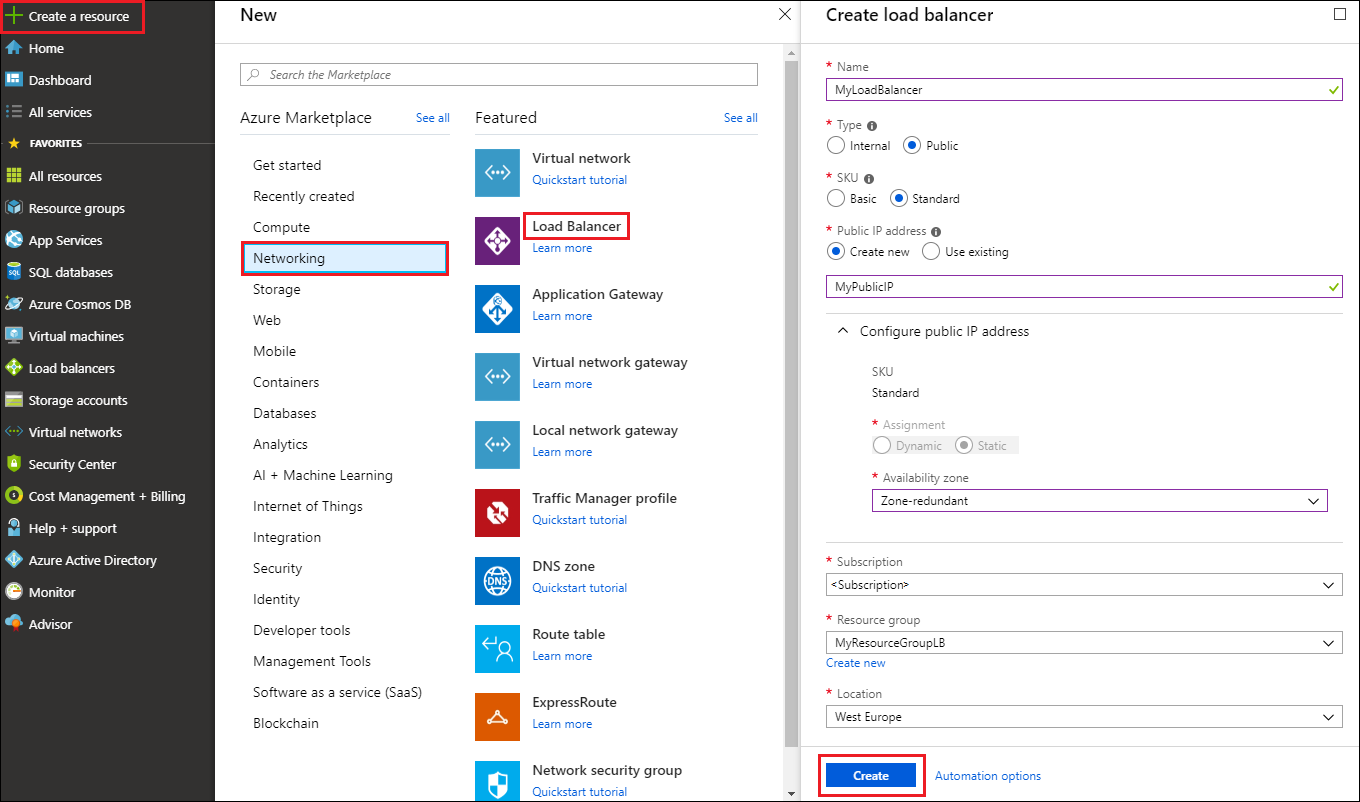 Create a resource
Home
Dashboard
All services
FAVORITES
All resources
Resource groups
App Services
SQL
SQL databases
Azure Cosmos DB
Virtual machines
Load balancers
Storage accounts
Virtual networks
Security Center
Cost Management + Billing
Help + support
Azure Active Directory
Monitor
Advisor
New
Search the Marketplace
Azure Marketplace
See all
Get started
Recently created
Compute
Networking
Storage
Web
Mobile
Containers
Databases
Analytics
AI + Machine Learning
Internet of Things
Integration
Security
Identity
Developer tools
Management Tools
Software as a service (SaaS)
Blockchain
Featured
See all
Virtual network
Quickstart tutorial
Load Balancer
Learn more
Application Gateway
Learn more
Virtual network gateway
Learn more
Local network gateway
Learn more
Traffic Manager profile
Quickstart tutorial
DNS
DNS zone
Quickstart tutorial
Route table
Learn more
ExpressRoute
Learn more
Network security group
Quickstart tutorial
Create load balancer
* Name
MyLoadBalancer
* Type
Internal Public
* SKU
Basic Standard
* Public IP address
Create new Use existing
MyPublicIP
Configure public IP address
SKU
Standard
* Assignment
Dynamic Static
* Availability zone
Zone-redundant
* Subscription
<Subscription>
* Resource group
MyResourceGroupLB
Create new
* Location
West Europe
Create Automation options